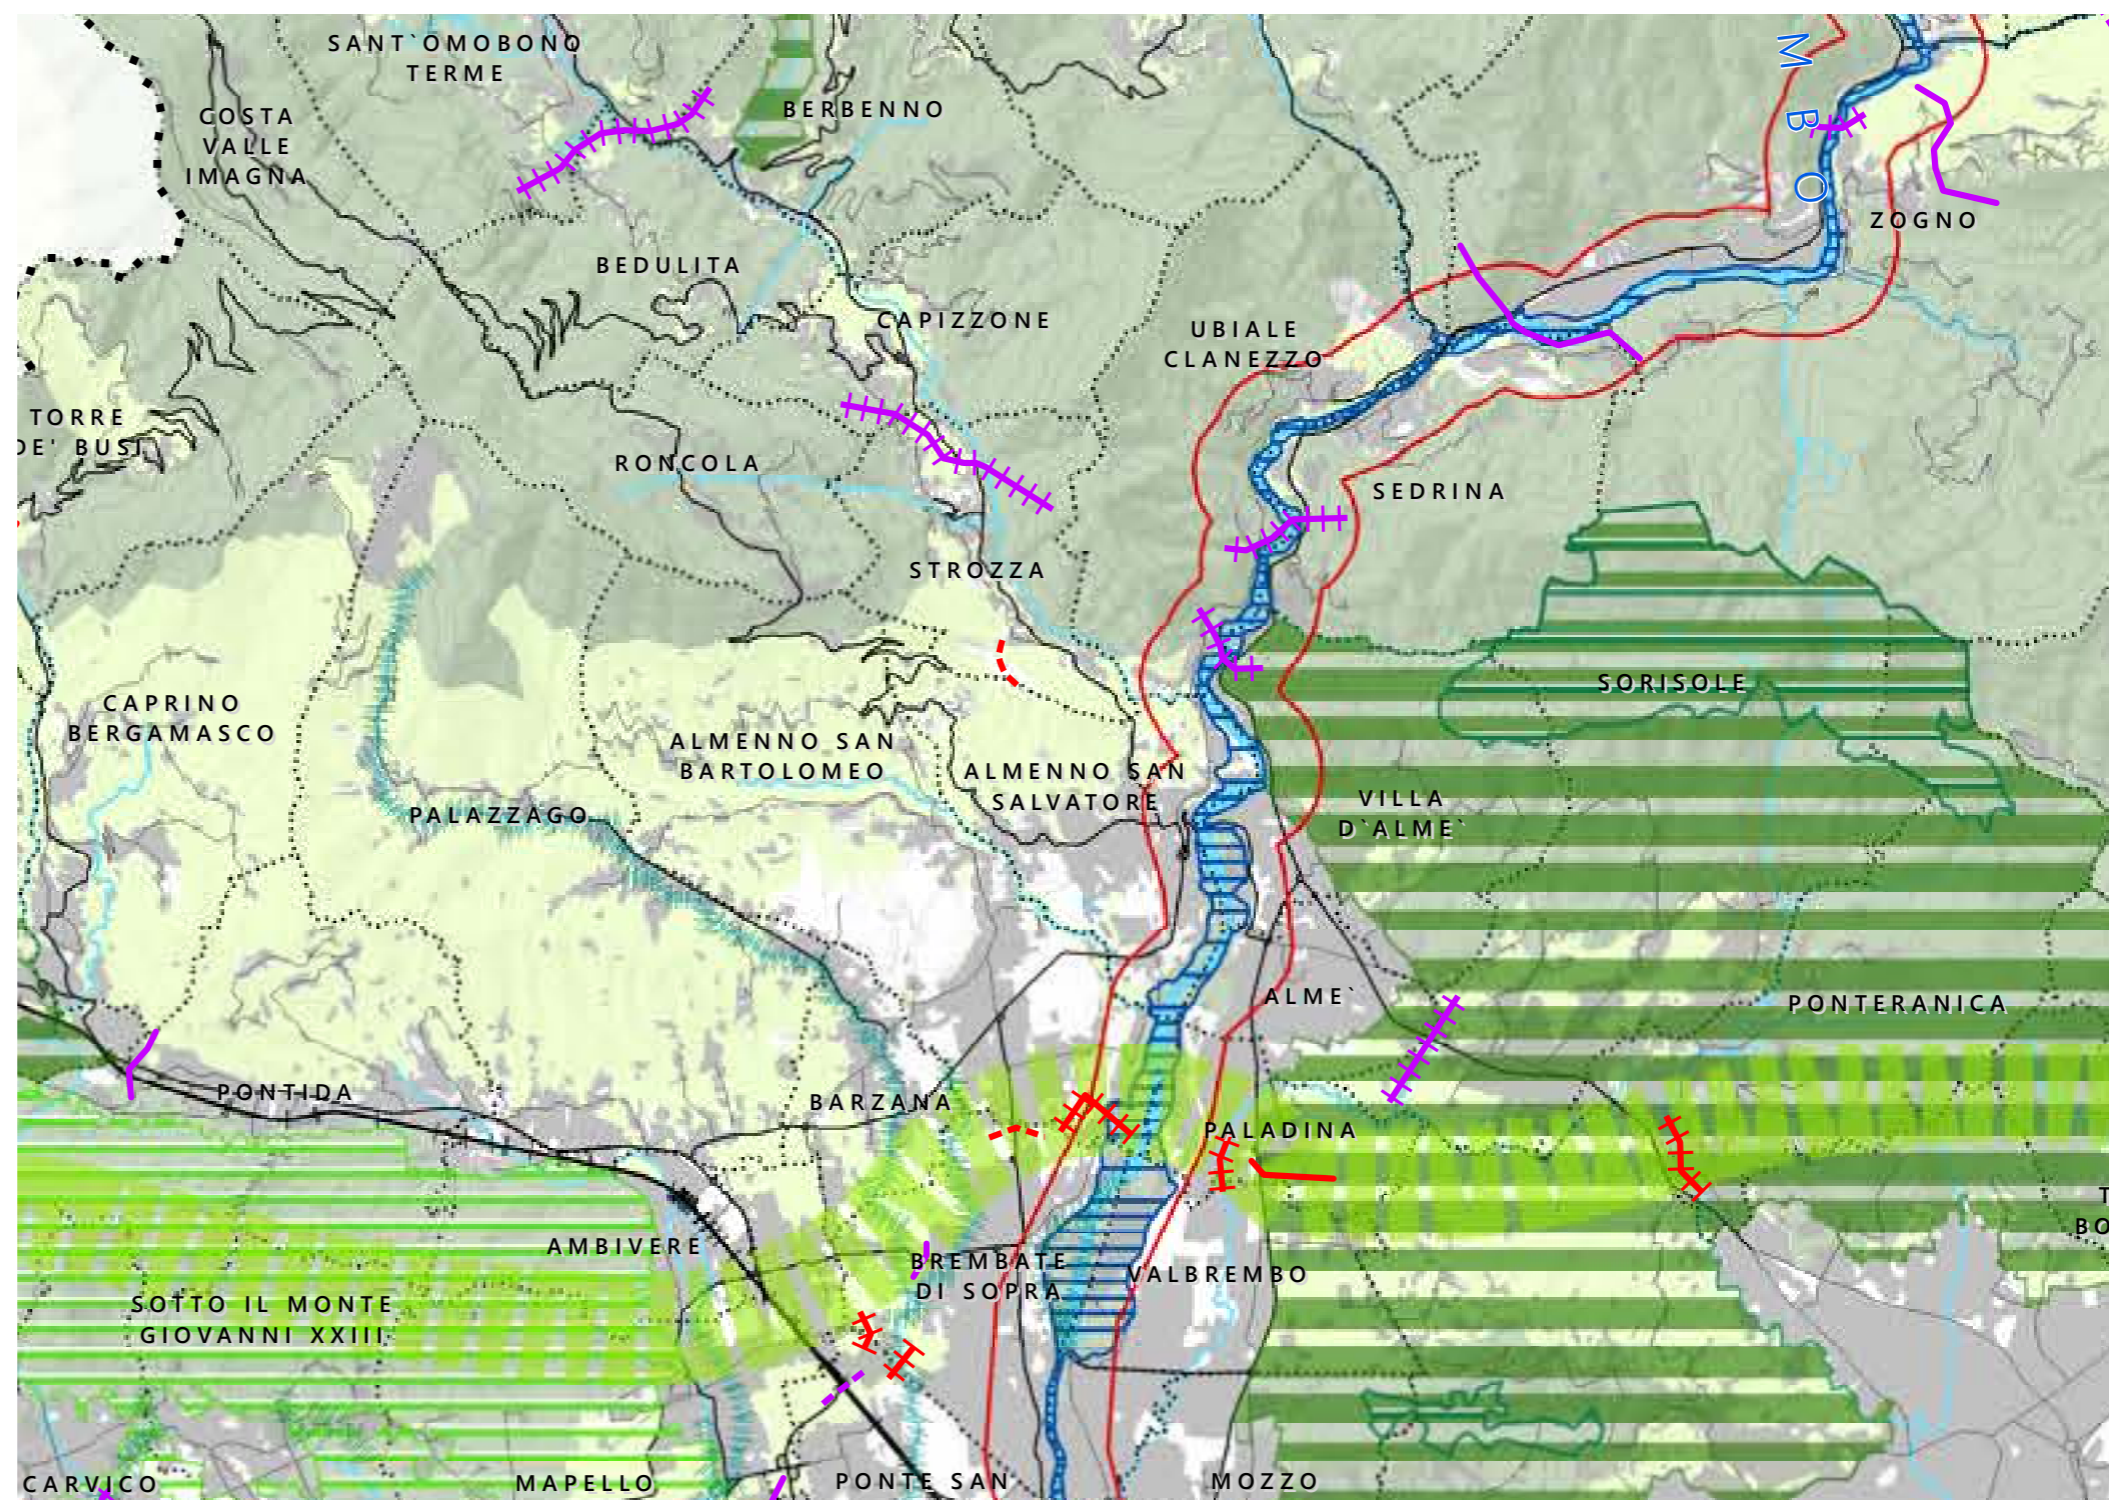 SANT`OMOBONO
TERME
COSTA
VALLE
IMAGNA
BERBENNO
M
B
O
ZOGNO
BEDULITA
CAPIZZONE
UBIALE
CLANEZZO
TORRE
DE' BUSI
RONCOLA
SEDRINA
STROZZA
SORISOLE
CAPRINO
BERGAMASCO
ALMENNO SAN
BARTOLOMEO
ALMENNO SAN
SALVATORE
PALAZZAGO
VILLA
D`ALME`
ALME`
PONTERANICA
PONTIDA
BARZANA
PALADINA
T
BO
AMBIVERE
BREMBATE
DI SOPRA
VALBREMBO
SOTTO IL MONTE
GIOVANNI XXIII
CARVICO
MAPELLO
PONTE SAN
MOZZO